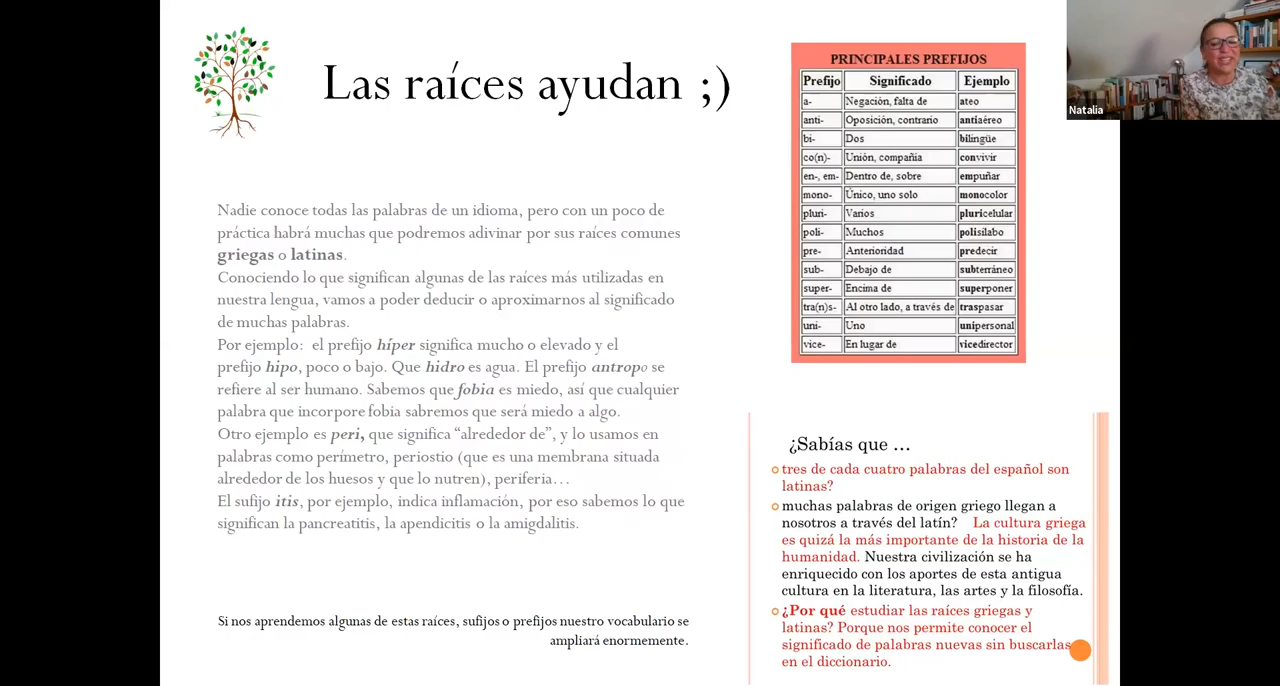 Las raíces ayudan ;)
Nadie conoce todas las palabras de un idioma, pero con un poco de
práctica habrá muchas que podremos adivinar por sus raíces comunes
griegas o latinas.
Conociendo lo que significan algunas de las raíces más utilizadas en
nuestra lengua, vamos a poder deducir o aproximarnos al significado
de muchas palabras.
Por ejemplo:  el prefijo híper significa mucho o elevado y el
prefijo hipo, poco o bajo. Que hidro es agua. El prefijo antropo se
refiere al ser humano. Sabemos que fobia es miedo, así que cualquier
palabra que incorpore fobia sabremos que será miedo a algo.
Otro ejemplo es peri, que significa “alrededor de”, y lo usamos en
palabras como perímetro, periostio (que es una membrana situada
alrededor de los huesos y que lo nutren), periferia…
El sufijo itis, por ejemplo, indica inflamación, por eso sabemos lo que
significan la pancreatitis, la apendicitis o la amigdalitis.
Si nos aprendemos algunas de estas raíces, sufijos o prefijos nuestro vocabulario se
ampliará enormemente.
PRINCIPALES PREFIJOS
Prefijo Significado Ejemplo
a- Negación, falta de ateo
anti- Oposición, contrario antiaéreo
bi- Dos bilingüe
co(n)- Unión, compañía convivir
en-, em- Dentro de, sobre empuñar
mono- Único, uno solo monocolor
pluri- Varios pluricelular
poli- Muchos polisílabo
pre- Anterioridad predecir
sub- Debajo de subterráneo
super- Encima de superponer
tra(n)s- Al otro lado, a través de traspasar
uni- Uno unipersonal
vice- En lugar de vicedirector
¿Sabías que …
tres de cada cuatro palabras del español son
latinas?
muchas palabras de origen griego llegan a
nosotros a través del latín?   La cultura griega
es quizá la más importante de la historia de la
humanidad. Nuestra civilización se ha
enriquecido con los aportes de esta antigua
cultura en la literatura, las artes y la filosofía.
¿Por qué estudiar las raíces griegas y
latinas? Porque nos permite conocer el
significado de palabras nuevas sin buscarlas
en el diccionario.
Natalia